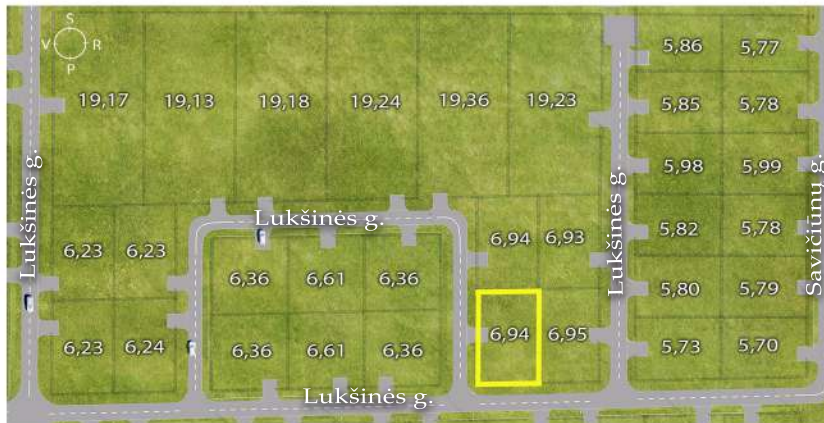 S
V R
P
5,86 5,77
19,17 19,13 19,18 19,24 19,36 19,23 5,85 5,78
5,98 5,99
Lukšinės g.
Lukšinės g.
Lukšinės g.
Savičiūnų g.
6,23 6,23 6,94 6,93 5,82 5,78
6,36 6,61 6,36
5,80 5,79
6,23 6,24 6,36 6,61 6,36 6,94 6,95 5,73 5,70
Lukšinės g.